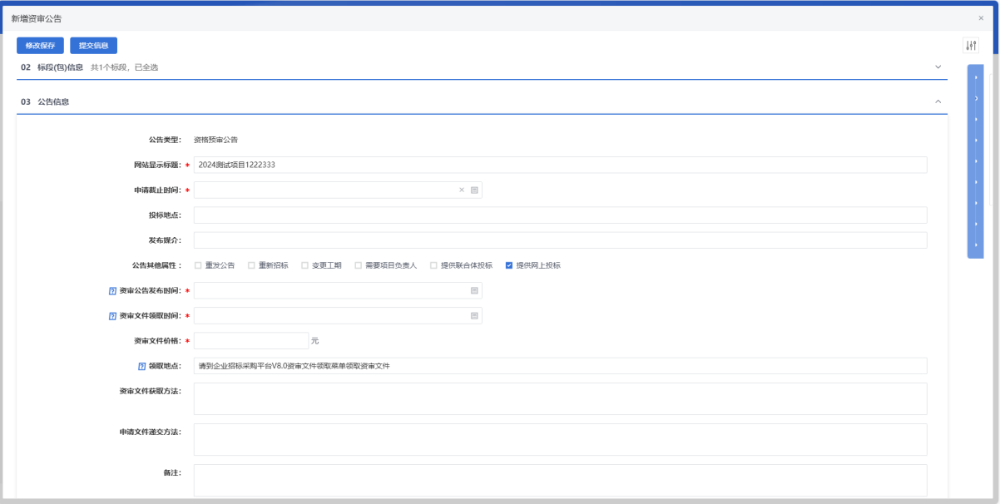 新增资审公告
修改保存 提交信息
02 标段(包)信息 共1个标段，已全选
03 公告信息
公告类型： 资格预审公告
网站显示标题：* 2024测试项目1222333
申请截止时间：*
投标地点：
发布媒介：
公告其他属性： 重发公告 重新招标 变更工期 需要项目负责人 提供联合体投标 提供网上投标
资审公告发布时间：*
资审文件领取时间：*
资审文件价格：* 元
领取地点： 请到企业招标采购平台V8.0资审文件领取菜单领取资审文件
资审文件获取方法：
申请文件递交方法：
备注：